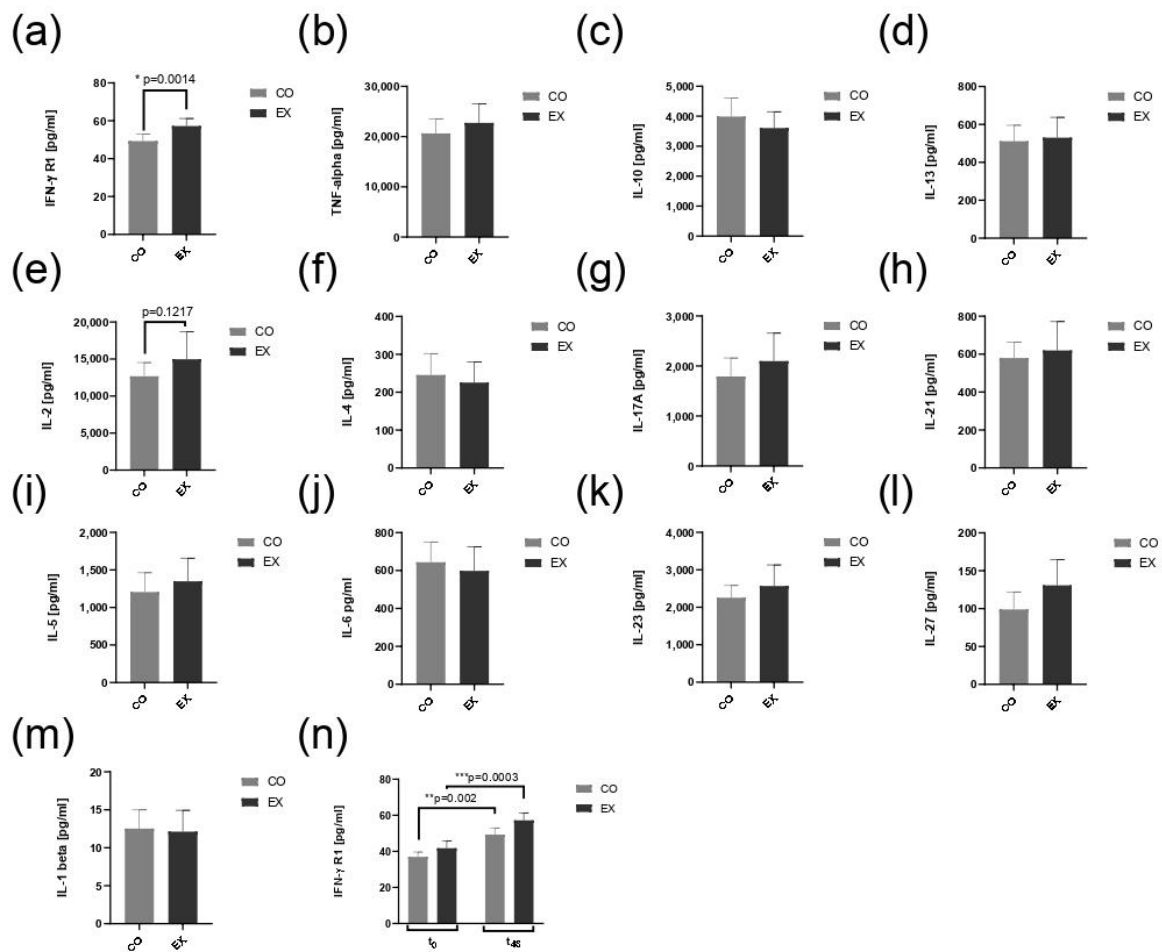 (a)
* p=0.0014
CO
EX
80
60
40
20
0
IFN-γ R1 [pg/ml]
CO
EX
(b)
CO
EX
30,000
20,000
10,000
0
TNF-alpha [pg/ml]
CO
EX
(c)
CO
EX
5,000
4,000
3,000
2,000
1,000
0
IL-10 [pg/ml]
CO
EX
(d)
CO
EX
800
600
400
200
0
IL-13 [pg/ml]
CO
EX
(e)
p=0.1217
CO
EX
20,000
15,000
10,000
5,000
0
IL-2 [pg/ml]
CO
EX
(f)
CO
EX
400
300
200
100
0
IL-4 [pg/ml]
CO
EX
(g)
CO
EX
3,000
2,000
1,000
0
IL-17A [pg/ml]
CO
EX
(h)
CO
EX
800
600
400
200
0
IL-21 [pg/ml]
CO
EX
(i)
CO
EX
2,000
1,500
1,000
500
0
IL-5 [pg/ml]
CO
EX
(j)
CO
EX
800
600
400
200
0
IL-6 pg/ml
CO
EX
(k)
CO
EX
4,000
3,000
2,000
1,000
0
IL-23 [pg/ml]
CO
EX
(l)
CO
EX
200
150
100
50
0
IL-27 [pg/ml]
CO
EX
(m)
CO
EX
20
15
10
5
0
IL-1 beta [pg/ml]
CO
EX
(n)
***p=0.0003
**p=0.002
CO
EX
80
60
40
20
0
IFN-γ R1 [pg/ml]
t0
t48